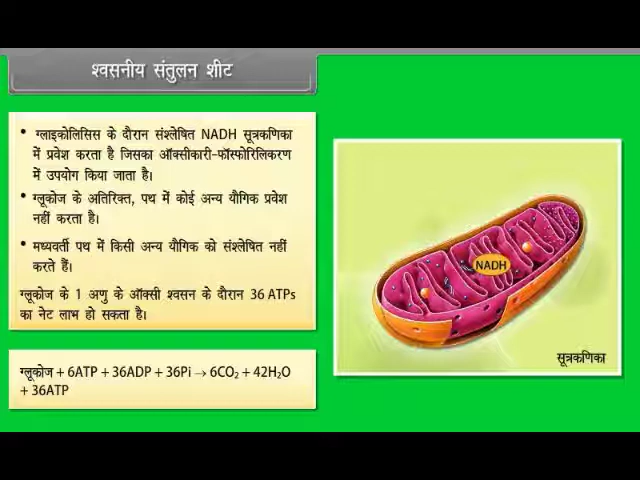 श्वसनीय संतुलन शीट
• ग्लाइकोलिसिस के दौरान संश्लेषित NADH सूत्रकणिका
में प्रवेश करता है जिसका ऑक्सीकारी-फॉस्फोरिलिकरण
में उपयोग किया जाता है।
• ग्लूकोज के अतिरिक्त, पथ में कोई अन्य यौगिक प्रवेश
नहीं करता है।
• मध्यवर्ती पथ में किसी अन्य यौगिक को संश्लेषित नहीं
करते हैं।
ग्लूकोज के 1 अणु के ऑक्सी श्वसन के दौरान 36 ATPs
का नेट लाभ हो सकता है।
ग्लूकोज + 6ATP + 36ADP + 36Pi → 6CO₂ + 42H₂O
+ 36ATP
NADH
सूत्रकणिका